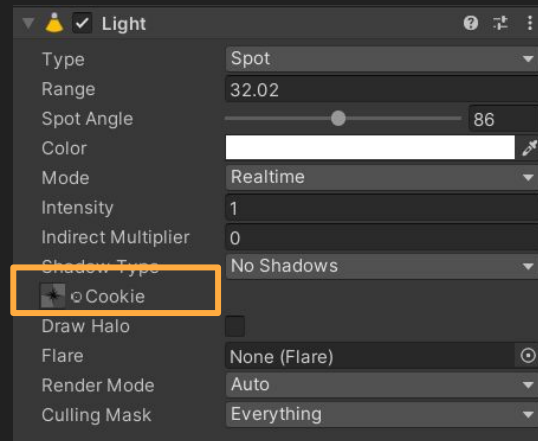 Light
Type Spot
Range 32.02
Spot Angle 86
Color
Mode Realtime
Intensity 1
Indirect Multiplier 0
Shadow Type No Shadows
Cookie
Draw Halo
Flare None (Flare)
Render Mode Auto
Culling Mask Everything